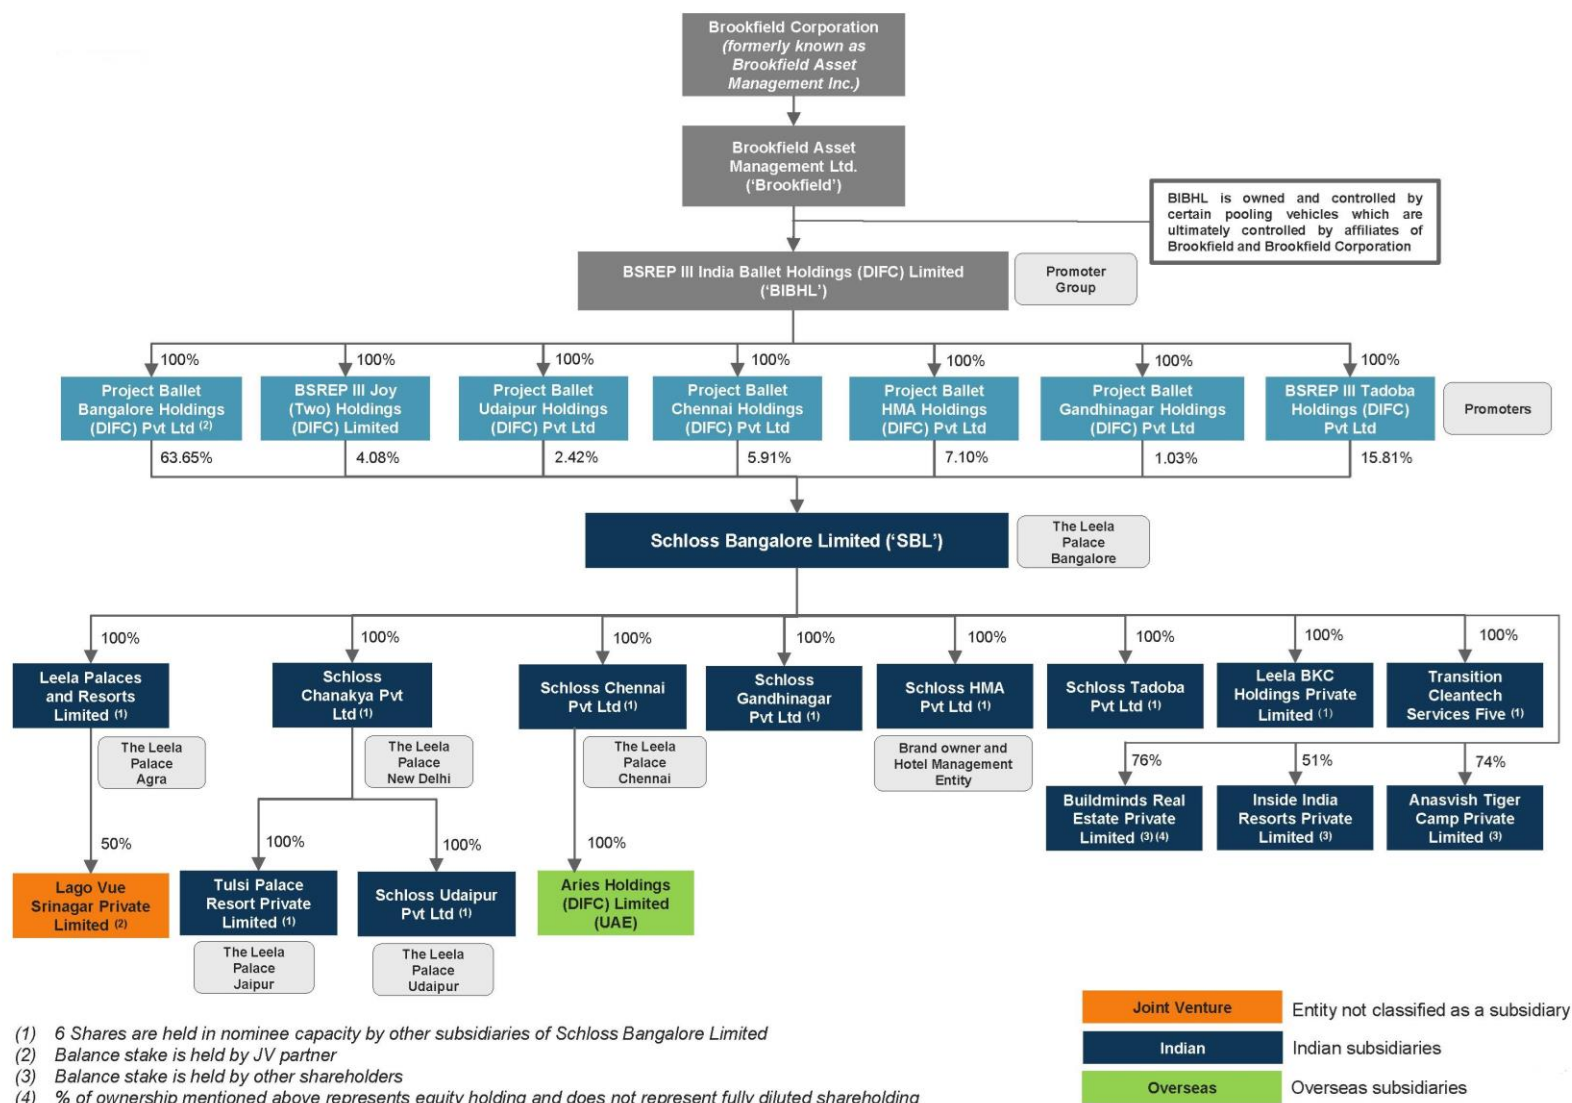 Brookfield Corporation
(formerly known as
Brookfield Asset
Management Inc.)
Brookfield Asset
Management Ltd.
('Brookfield')
BIBHL is owned and controlled by
certain pooling vehicles which are
ultimately controlled by affiliates of
Brookfield and Brookfield Corporation
BSREP III India Ballet Holdings (DIFC) Limited
('BIBHL')
Promoter
Group
100%
100%
100%
100%
100%
100%
100%
Project Ballet
Bangalore Holdings
(DIFC) Pvt Ltd (2)
BSREP III Joy
(Two) Holdings
(DIFC) Limited
Project Ballet
Udaipur Holdings
(DIFC) Pvt Ltd
Project Ballet
Chennai Holdings
(DIFC) Pvt Ltd
Project Ballet
HMA Holdings
(DIFC) Pvt Ltd
Project Ballet
Gandhinagar Holdings
(DIFC) Pvt Ltd
BSREP III Tadoba
Holdings (DIFC)
Pvt Ltd
Promoters
63.65%
4.08%
2.42%
5.91%
7.10%
1.03%
15.81%
Schloss Bangalore Limited ('SBL')
The Leela
Palace
Bangalore
100%
100%
100%
100%
100%
100%
100%
100%
Leela Palaces
and Resorts
Limited (1)
Schloss
Chanakya Pvt
Ltd (1)
Schloss Chennai
Pvt Ltd (1)
Schloss
Gandhinagar
Pvt Ltd (1)
Schloss HMA
Pvt Ltd (1)
Schloss Tadoba
Pvt Ltd (1)
Leela BKC
Holdings Private
Limited (1)
Transition
Cleantech
Services Five (1)
The Leela
Palace
Agra
The Leela
Palace
New Delhi
The Leela
Palace
Chennai
Brand owner and
Hotel Management
Entity
76%
51%
74%
Buildminds Real
Estate Private
Limited (3) (4)
Inside India
Resorts Private
Limited (3)
Anasvish Tiger
Camp Private
Limited (3)
50%
100%
100%
100%
Lago Vue
Srinagar Private
Limited (2)
Tulsi Palace
Resort Private
Limited (1)
Schloss Udaipur
Pvt Ltd (1)
Aries Holdings
(DIFC) Limited
(UAE)
The Leela
Palace
Jaipur
The Leela
Palace
Udaipur
(1) 6 Shares are held in nominee capacity by other subsidiaries of Schloss Bangalore Limited
(2) Balance stake is held by JV partner
(3) Balance stake is held by other shareholders
(4) % of ownership mentioned above represents equity holding and does not represent fully diluted shareholding
Joint Venture Entity not classified as a subsidiary
Indian Indian subsidiaries
Overseas Overseas subsidiaries